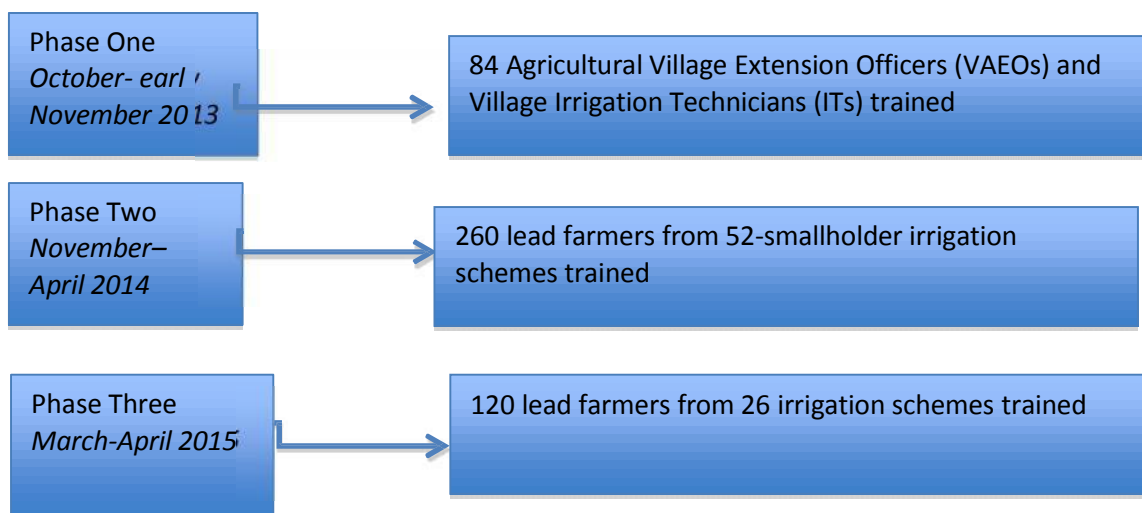 Phase One
October- earl
November 2013
84 Agricultural Village Extension Officers (VAEOs) and
Village Irrigation Technicians (ITs) trained
Phase Two
November–
April 2014
260 lead farmers from 52-smallholder irrigation
schemes trained
Phase Three
March-April 2015
120 lead farmers from 26 irrigation schemes trained